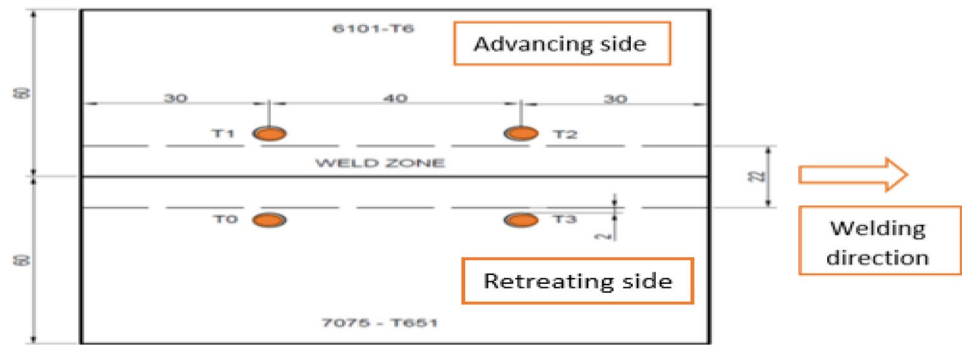 6101-T6
Advancing side
60
30
40
30
T1
T2
WELD ZONE
22
T0
T3
2
Welding
direction
60
Retreating side
7075 - T651